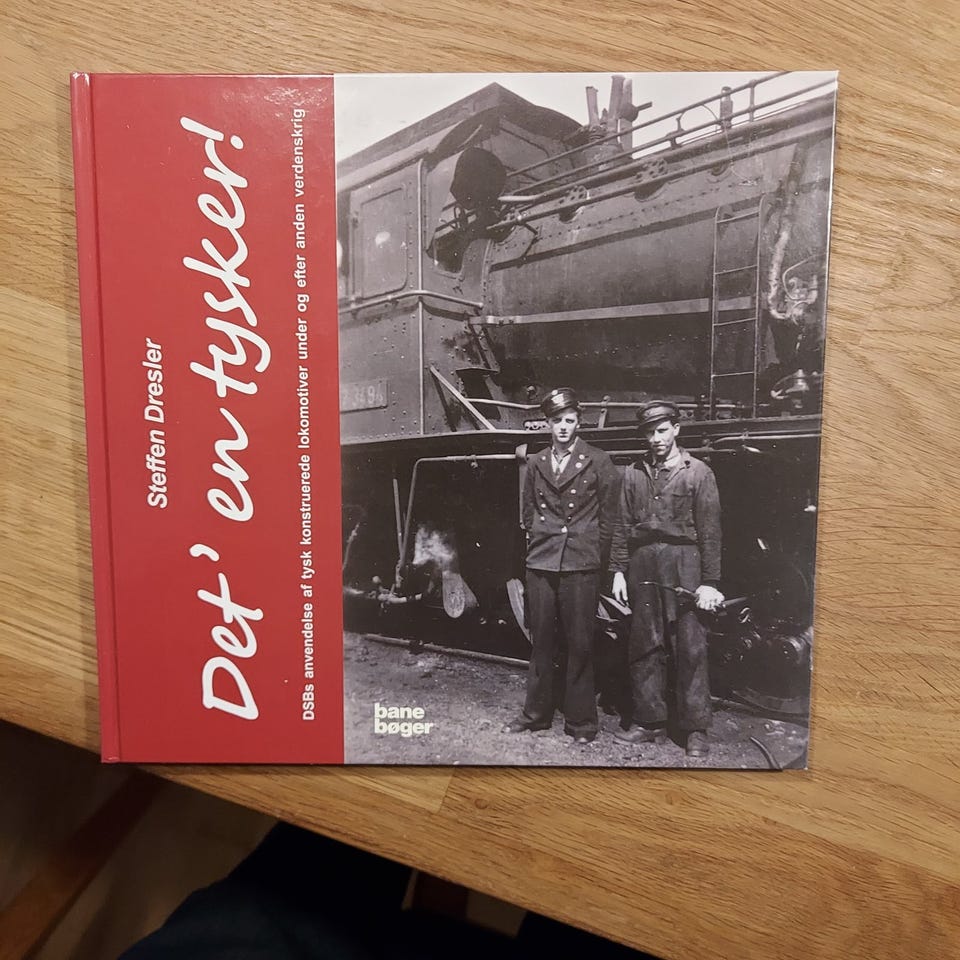 Steffen Dresler
Det' en tysker!
DSBs anvendelse af tysk konstruerede lokomotiver under og efter anden verdenskrig
bane
bøger